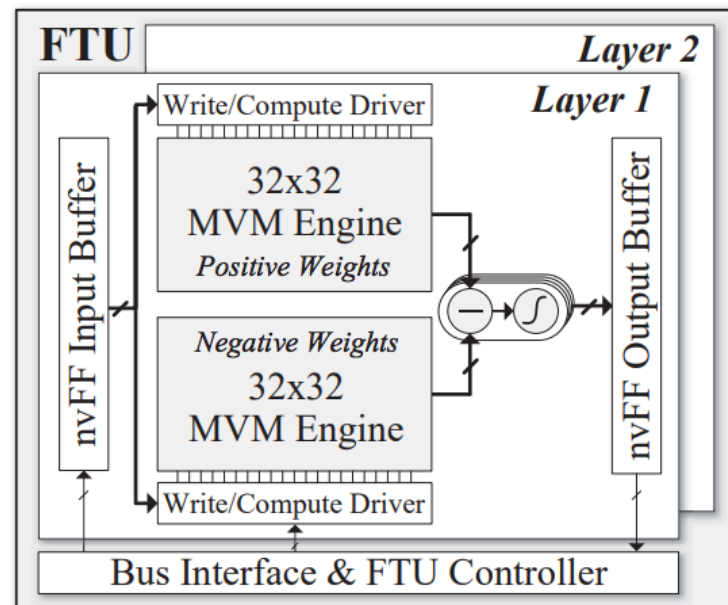 FTU
Layer 2
Layer 1
Write/Compute Driver
nvFF Input Buffer
32x32
MVM Engine
Positive Weights
Negative Weights
32x32
MVM Engine
Write/Compute Driver
−
∫
nvFF Output Buffer
Bus Interface & FTU Controller